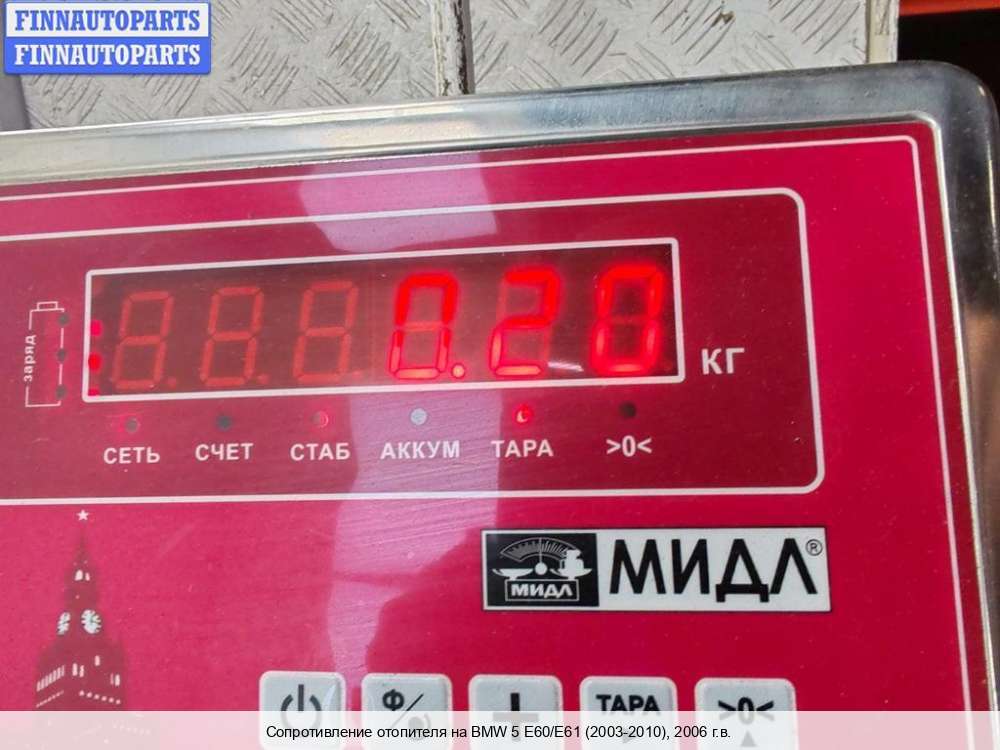 FINNAUTOPARTS
FINNAUTOPARTS
заряд
0.20 КГ
СЕТЬ СЧЕТ СТАБ АККУМ ТАРА >0<
МИДЛ МИДЛ®
Ф
ТАРА >0<
Сопротивление отопителя на BMW 5 E60/E61 (2003-2010), 2006 г.в.